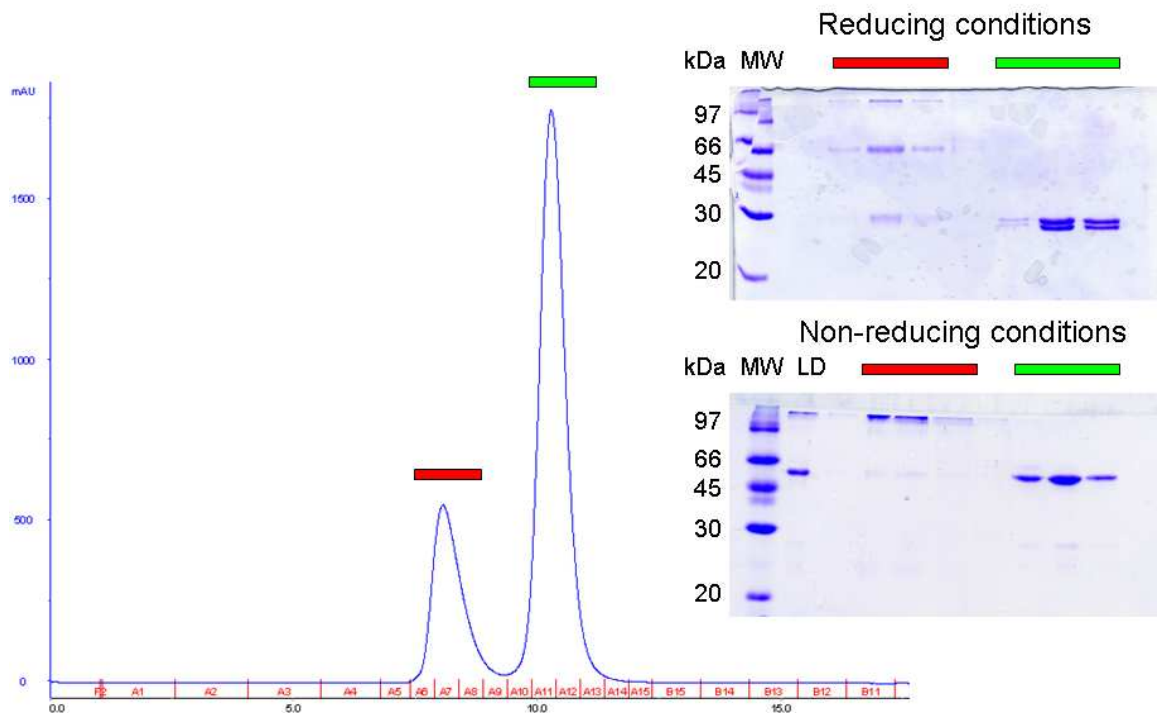 Reducing conditions
kDa MW
97
66
45
30
20
Non-reducing conditions
kDa MW LD
97
66
45
30
20
mAU
1500
1000
500
0
A1 A2 A3 A4 A5 A6 A7 A8 A9 A10 A11 A12 A13 A14 A15 B15 B14 B13 B12 B11
0.0 5.0 10.0 15.0